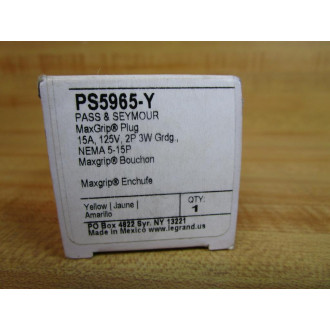 PS5965-Y
PASS & SEYMOUR
MaxGrip® Plug
15A, 125V, 2P 3W Grdg.,
NEMA 5-15P
Maxgrip® Bouchon
Maxgrip® Enchufe
Yellow | Jaune |
Amarillo
QTY:
1
PO Box 4822 Syr. NY 13221
Made in Mexico www.legrand.us